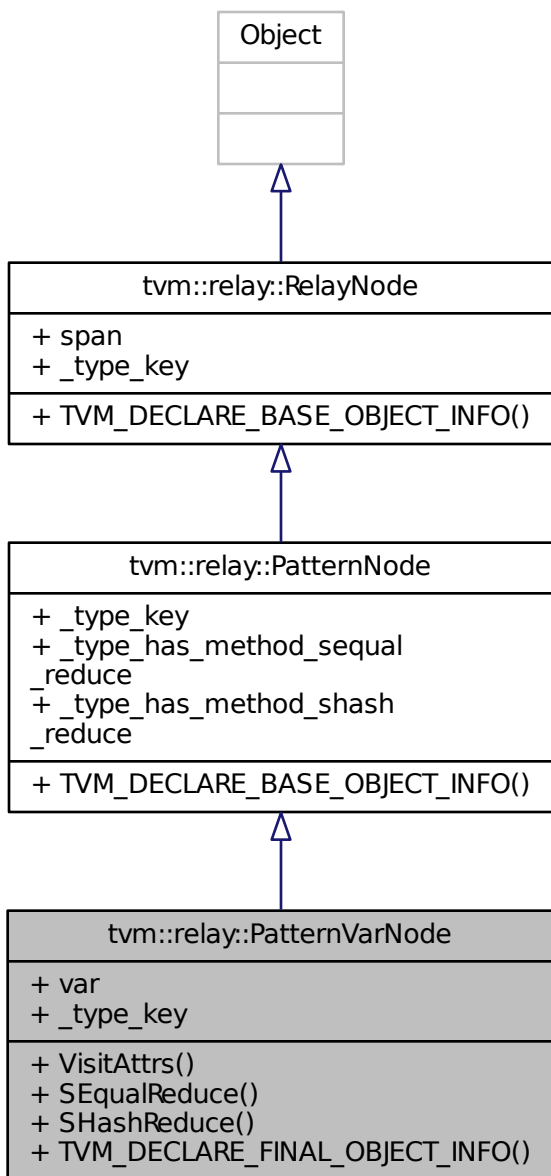 Object
tvm::relay::RelayNode
+ span
+ _type_key
+ TVM_DECLARE_BASE_OBJECT_INFO()
tvm::relay::PatternNode
+ _type_key
+ _type_has_method_sequal
_reduce
+ _type_has_method_shash
_reduce
+ TVM_DECLARE_BASE_OBJECT_INFO()
tvm::relay::PatternVarNode
+ var
+ _type_key
+ VisitAttrs()
+ SEqualReduce()
+ SHashReduce()
+ TVM_DECLARE_FINAL_OBJECT_INFO()